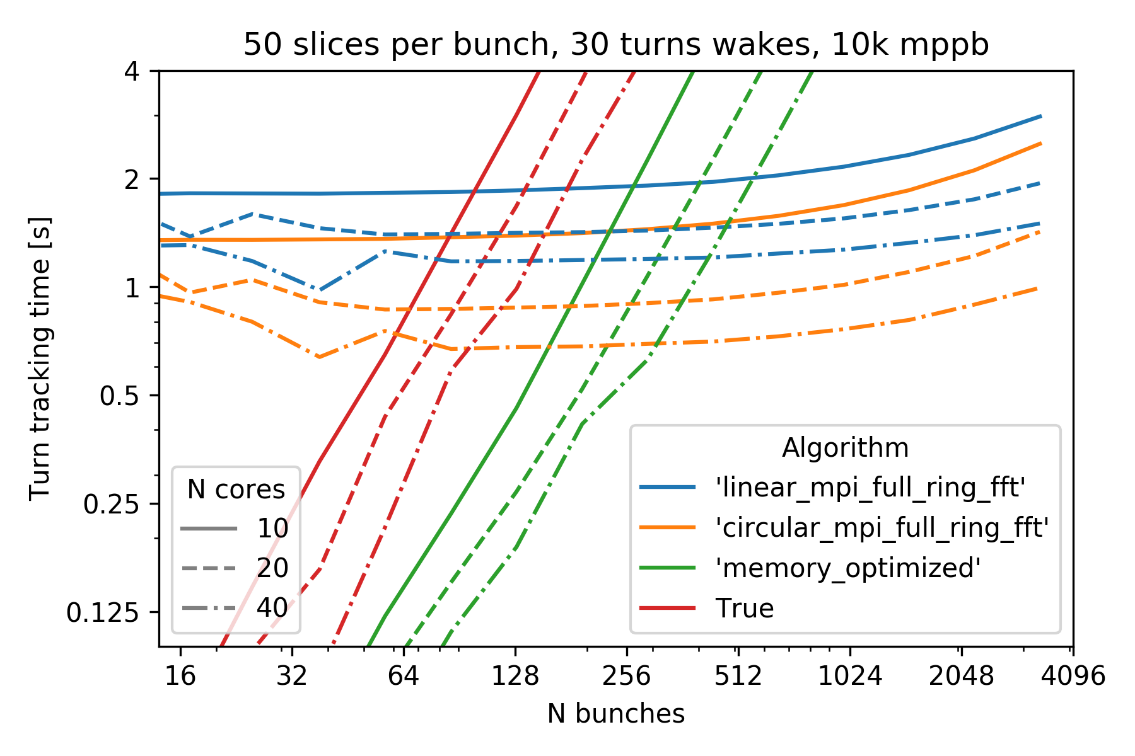 50 slices per bunch, 30 turns wakes, 10k mppb
Turn tracking time [s]
4
2
1
0.5
0.25
0.125
N cores
10
20
40
Algorithm
'linear_mpi_full_ring_fft'
'circular_mpi_full_ring_fft'
'memory_optimized'
True
16 32 64 128 256 512 1024 2048 4096
N bunches